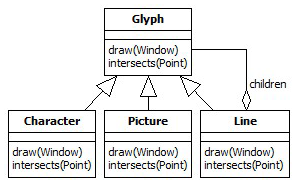 Glyph
draw(Window)
intersects(Point)
children
Character
draw(Window)
intersects(Point)
Picture
draw(Window)
intersects(Point)
Line
draw(Window)
intersects(Point)